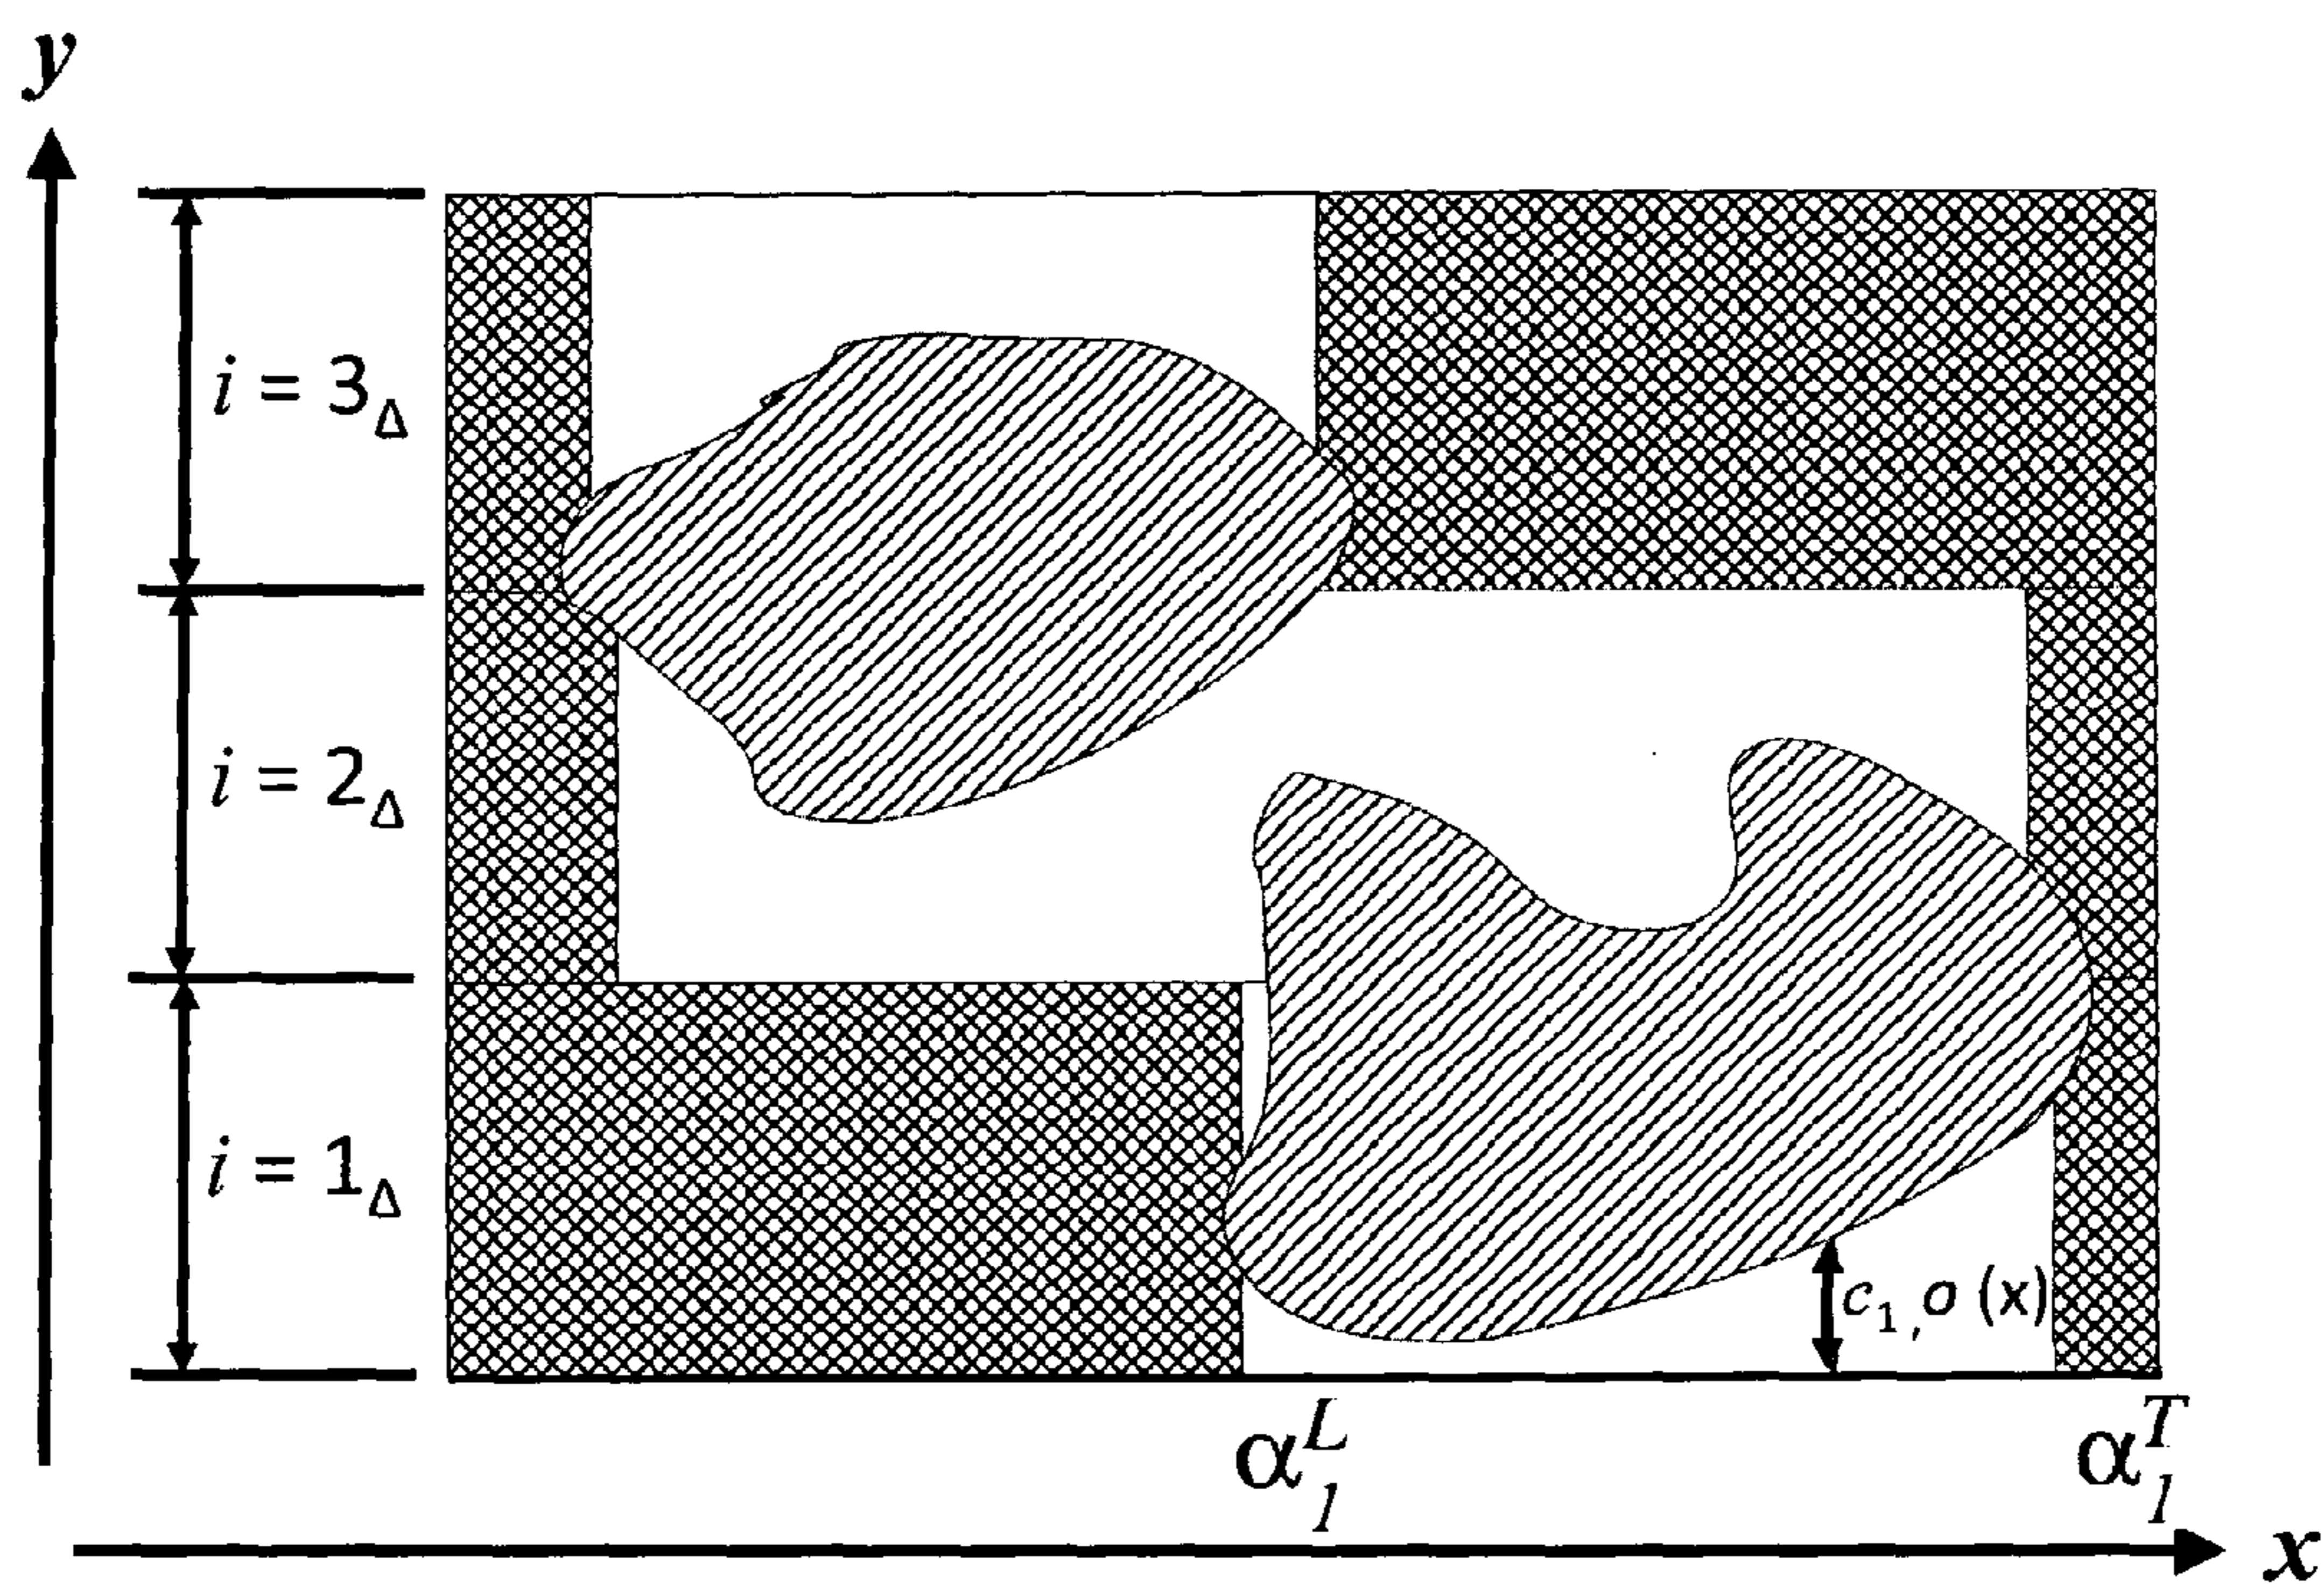 y
i = 3Δ
i = 2Δ
i = 1Δ
c₁,σ (x)
α₁ᴸ α₁ᵀ
x